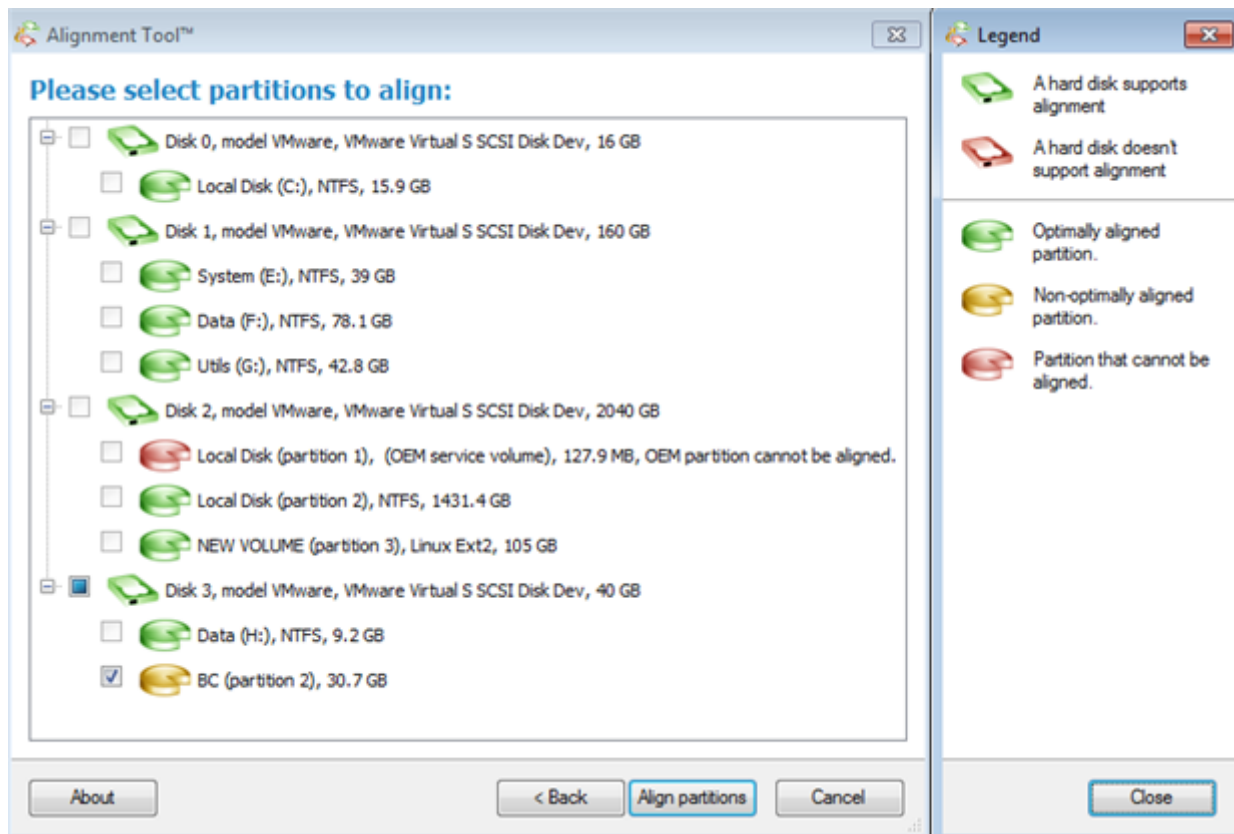 Alignment Tool™
Please select partitions to align:
Disk 0, model VMware, VMware Virtual S SCSI Disk Dev, 16 GB
Local Disk (C:), NTFS, 15.9 GB
Disk 1, model VMware, VMware Virtual S SCSI Disk Dev, 160 GB
System (E:), NTFS, 39 GB
Data (F:), NTFS, 78.1 GB
Utils (G:), NTFS, 42.8 GB
Disk 2, model VMware, VMware Virtual S SCSI Disk Dev, 2040 GB
Local Disk (partition 1), (OEM service volume), 127.9 MB, OEM partition cannot be aligned.
Local Disk (partition 2), NTFS, 1431.4 GB
NEW VOLUME (partition 3), Linux Ext2, 105 GB
Disk 3, model VMware, VMware Virtual S SCSI Disk Dev, 40 GB
Data (H:), NTFS, 9.2 GB
BC (partition 2), 30.7 GB
About
< Back
Align partitions
Cancel
Legend
A hard disk supports
alignment
A hard disk doesn't
support alignment
Optimally aligned
partition.
Non-optimally aligned
partition.
Partition that cannot be
aligned.
Close